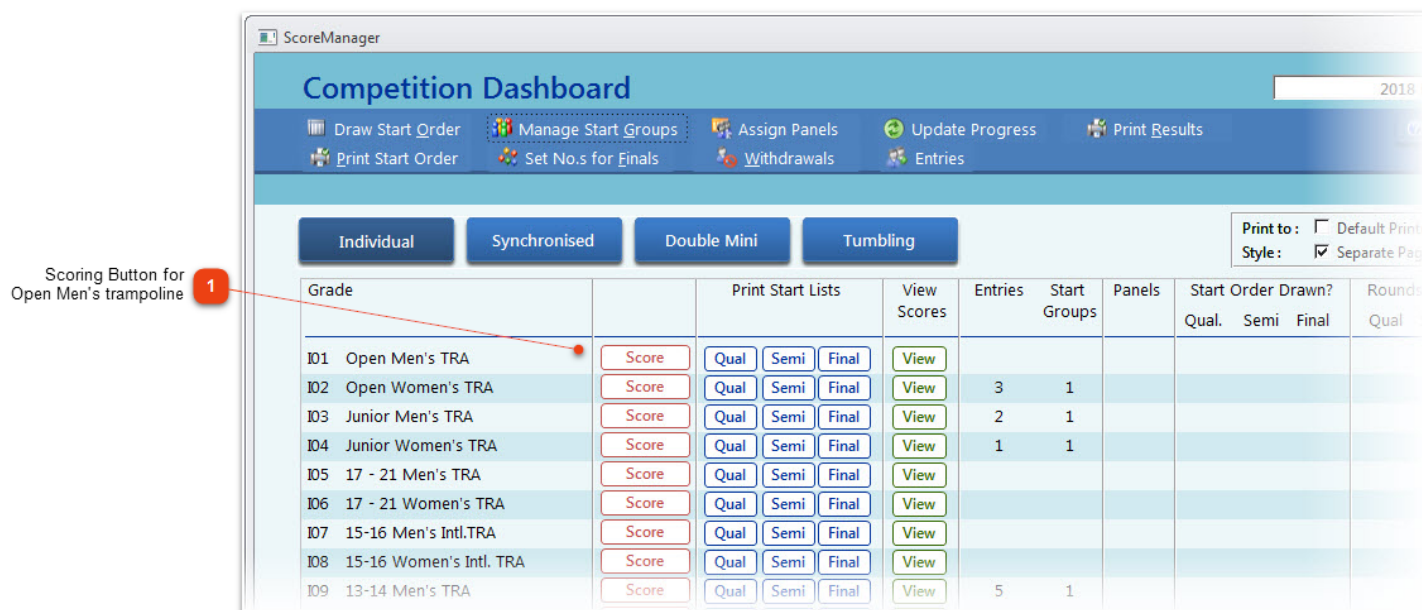 ScoreManager
Competition Dashboard
2018
Draw Start Order Manage Start Groups Assign Panels Update Progress Print Results
Print Start Order Set No.s for Finals Withdrawals Entries
Individual Synchronised Double Mini Tumbling
Print to : Default Print
Style : Separate Pag
Scoring Button for
Open Men's trampoline
1
Grade Print Start Lists View Entries Start Panels Start Order Drawn? Rounds
Scores Groups Qual. Semi Final Qual
I01 Open Men's TRA Score Qual Semi Final View
I02 Open Women's TRA Score Qual Semi Final View 3 1
I03 Junior Men's TRA Score Qual Semi Final View 2 1
I04 Junior Women's TRA Score Qual Semi Final View 1 1
I05 17 - 21 Men's TRA Score Qual Semi Final View
I06 17 - 21 Women's TRA Score Qual Semi Final View
I07 15-16 Men's Intl.TRA Score Qual Semi Final View
I08 15-16 Women's Intl. TRA Score Qual Semi Final View
I09 13-14 Men's TRA Score Qual Semi Final View 5 1